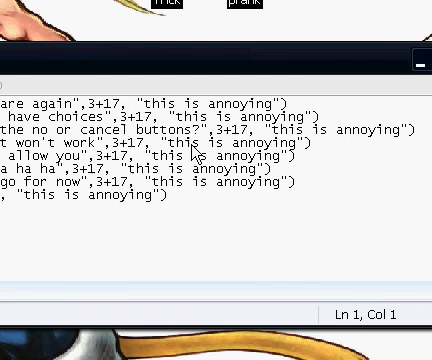 Trick prank
are again",3+17, "this is annoying")
have choices",3+17, "this is annoying")
the no or cancel buttons?",3+17, "this is annoying")
t won't work",3+17, "this is annoying")
allow you",3+17, "this is annoying")
a ha ha",3+17, "this is annoying")
go for now",3+17, "this is annoying")
, "this is annoying")
Ln 1, Col 1